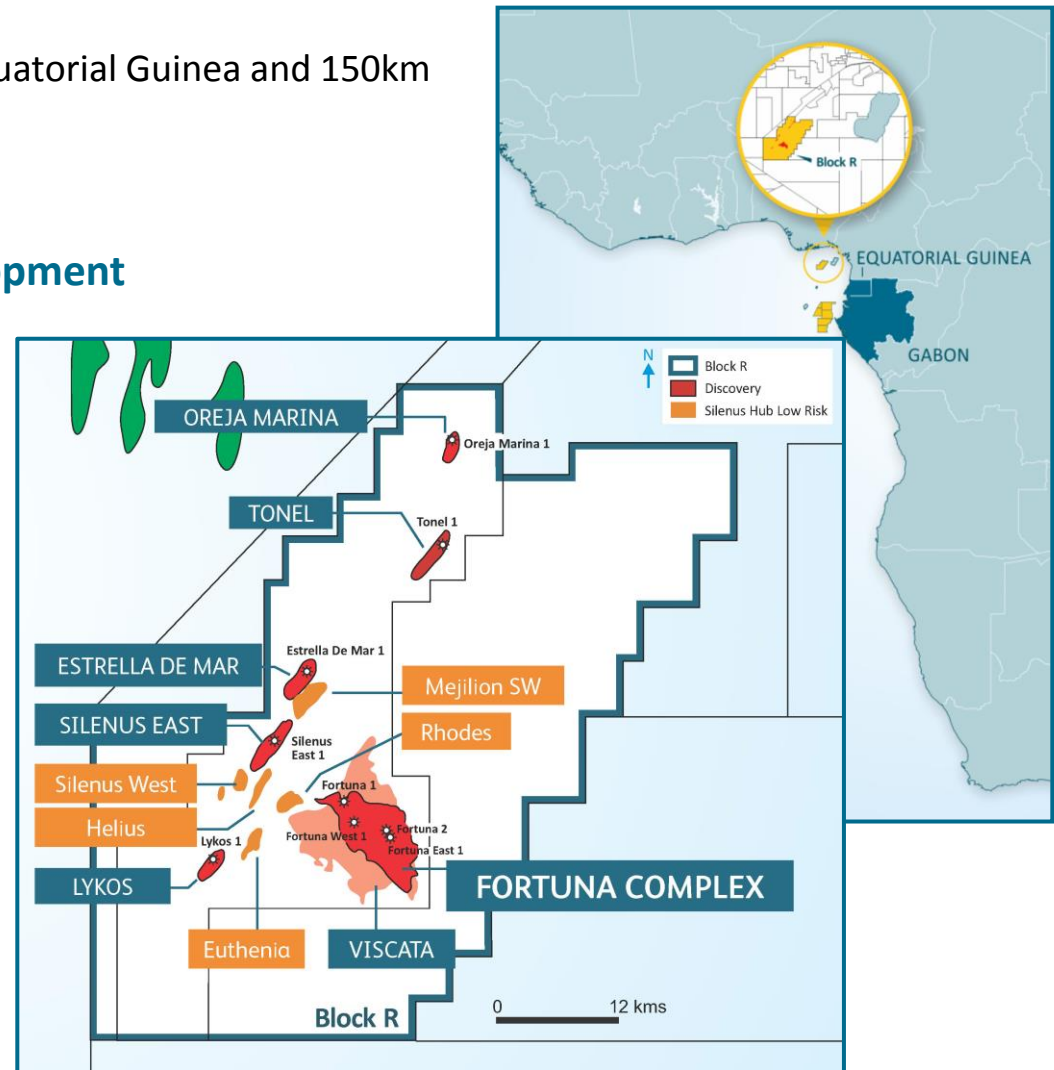 uatorial Guinea and 150km
opment
Block R
EQUATORIAL GUINEA
GABON
N
Block R
Discovery
Silenus Hub Low Risk
OREJA MARINA
Oreja Marina 1
TONEL
Tonel 1
Estrella De Mar 1
ESTRELLA DE MAR
Mejilion SW
SILENUS EAST
Silenus
East 1
Rhodes
Silenus West
Fortuna 1
Helius
Fortuna West 1
Fortuna 2
Lykos 1
Fortuna East 1
LYKOS
FORTUNA COMPLEX
Euthenia
VISCATA
Block R
0 12 kms